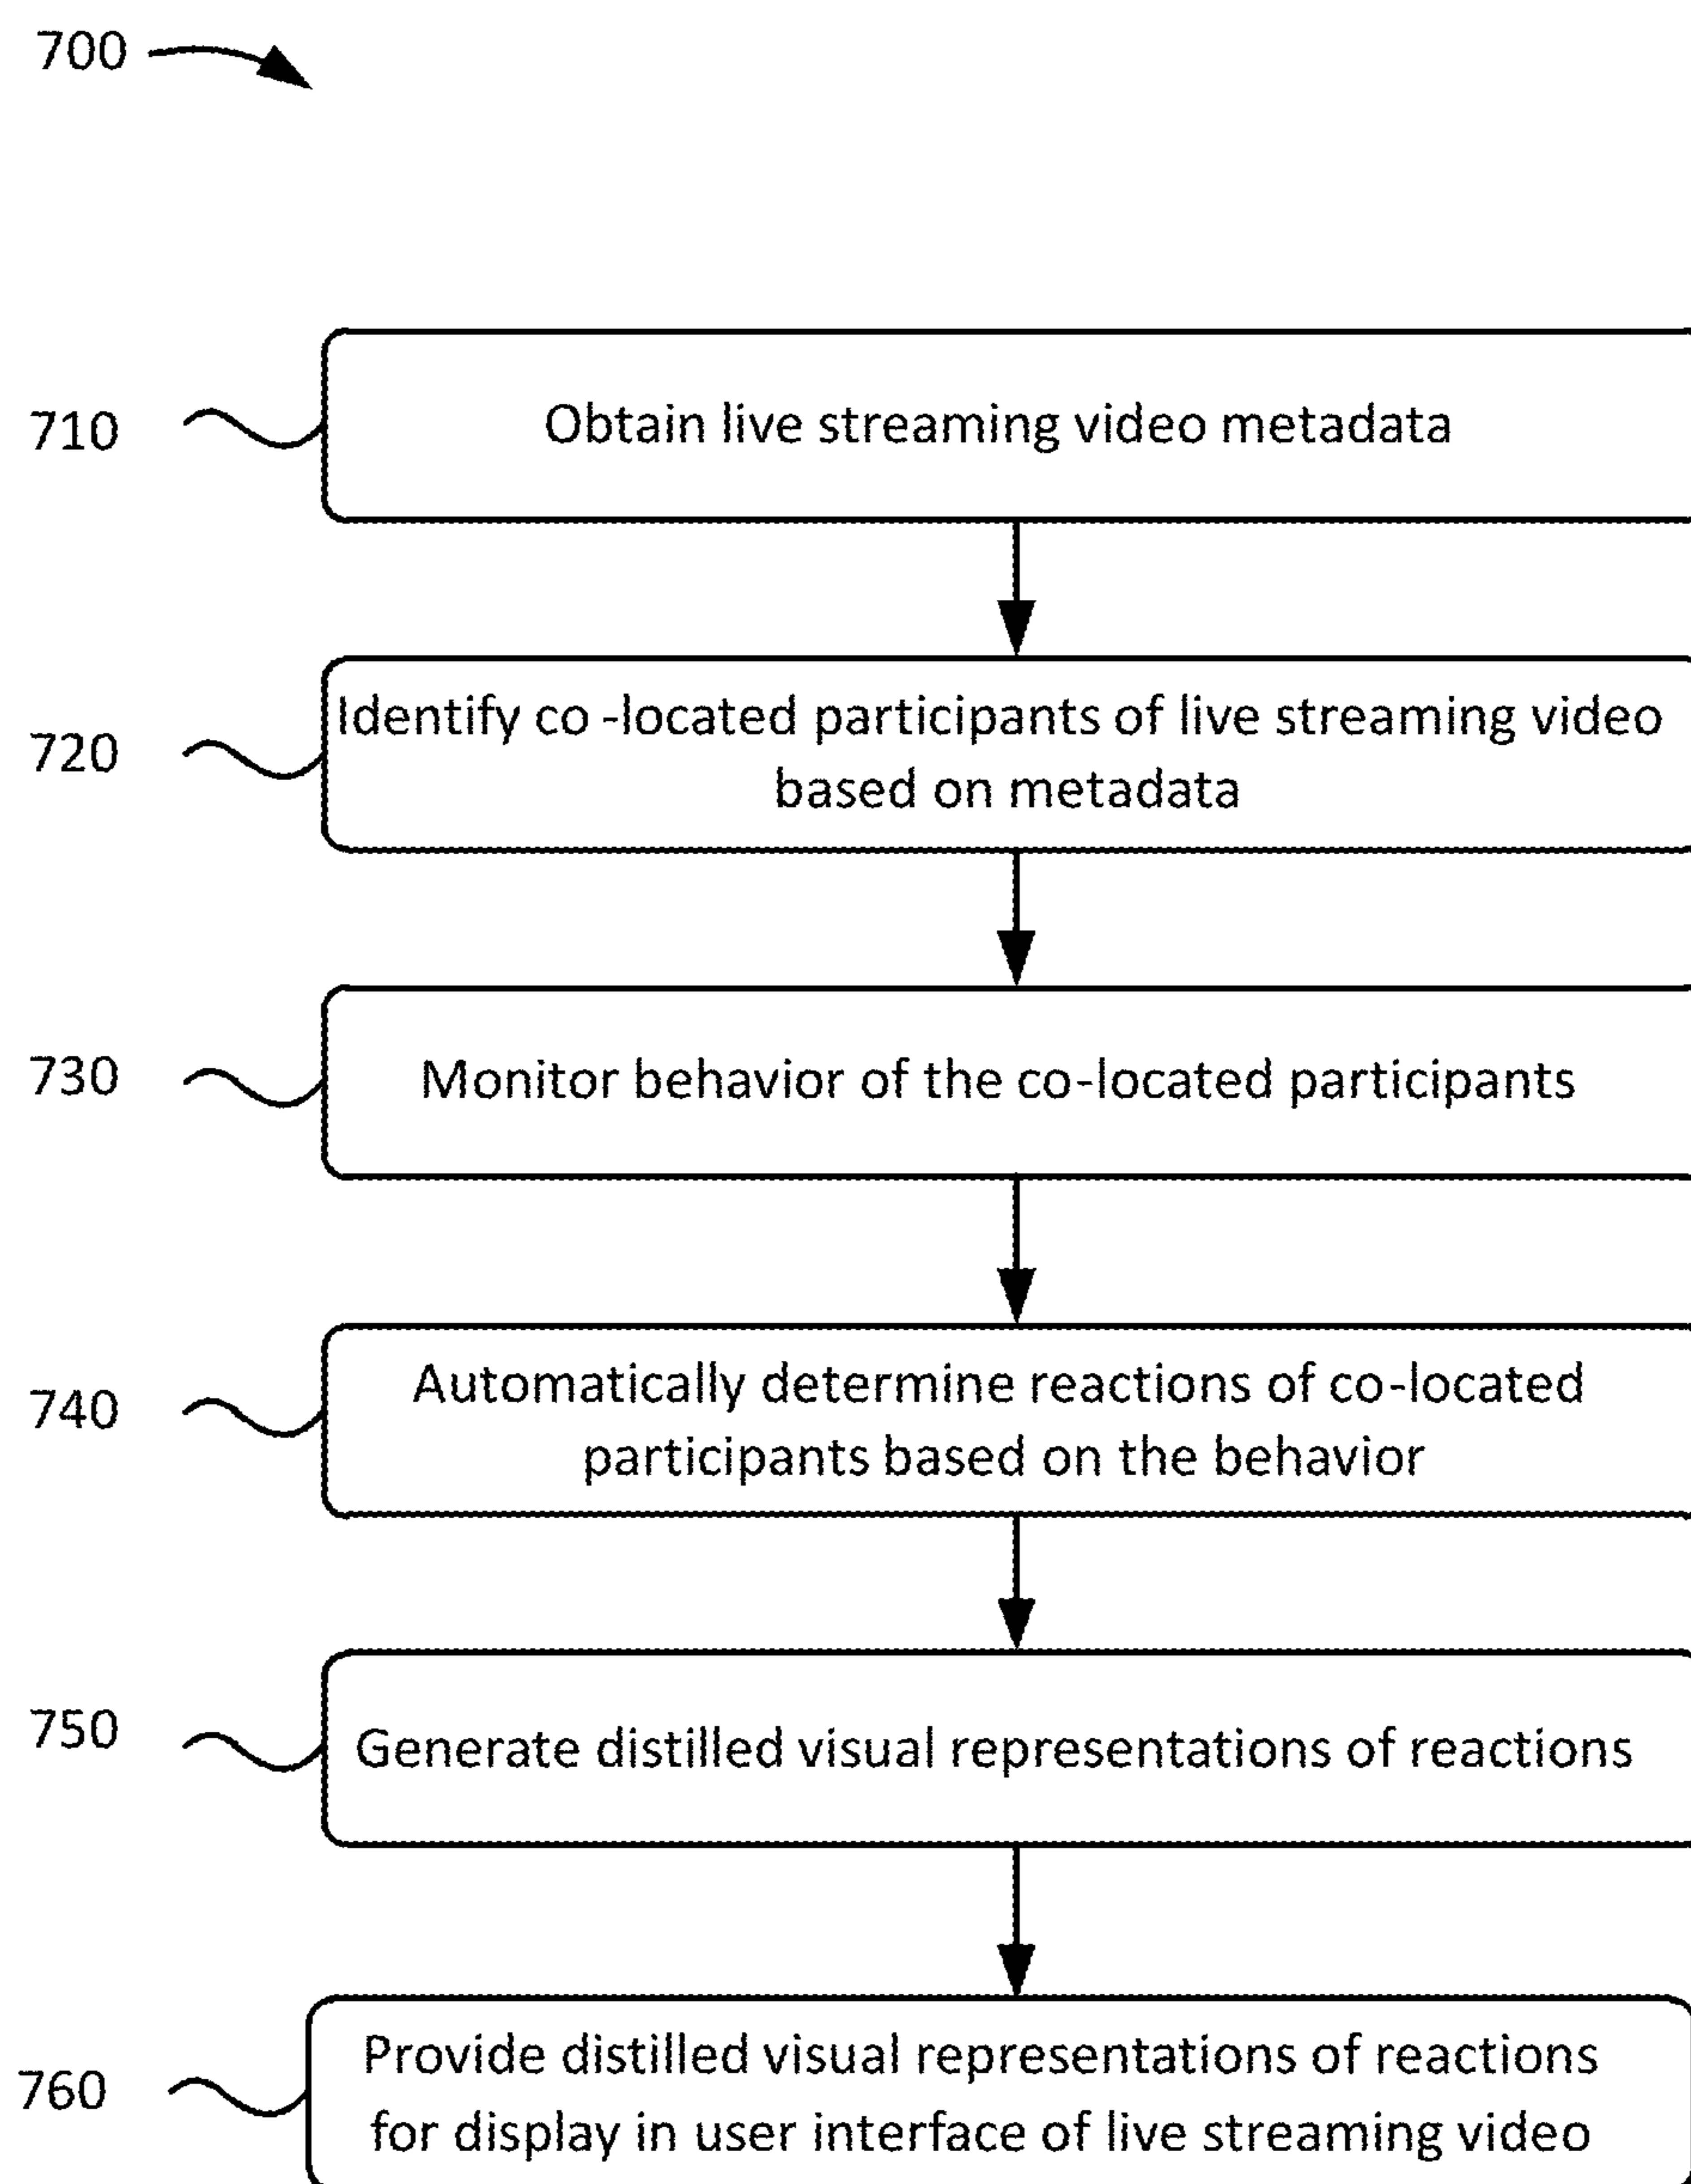 700
710
Obtain live streaming video metadata
720
Identify co -located participants of live streaming video
based on metadata
730
Monitor behavior of the co-located participants
740
Automatically determine reactions of co-located
participants based on the behavior
750
Generate distilled visual representations of reactions
760
Provide distilled visual representations of reactions
for display in user interface of live streaming video